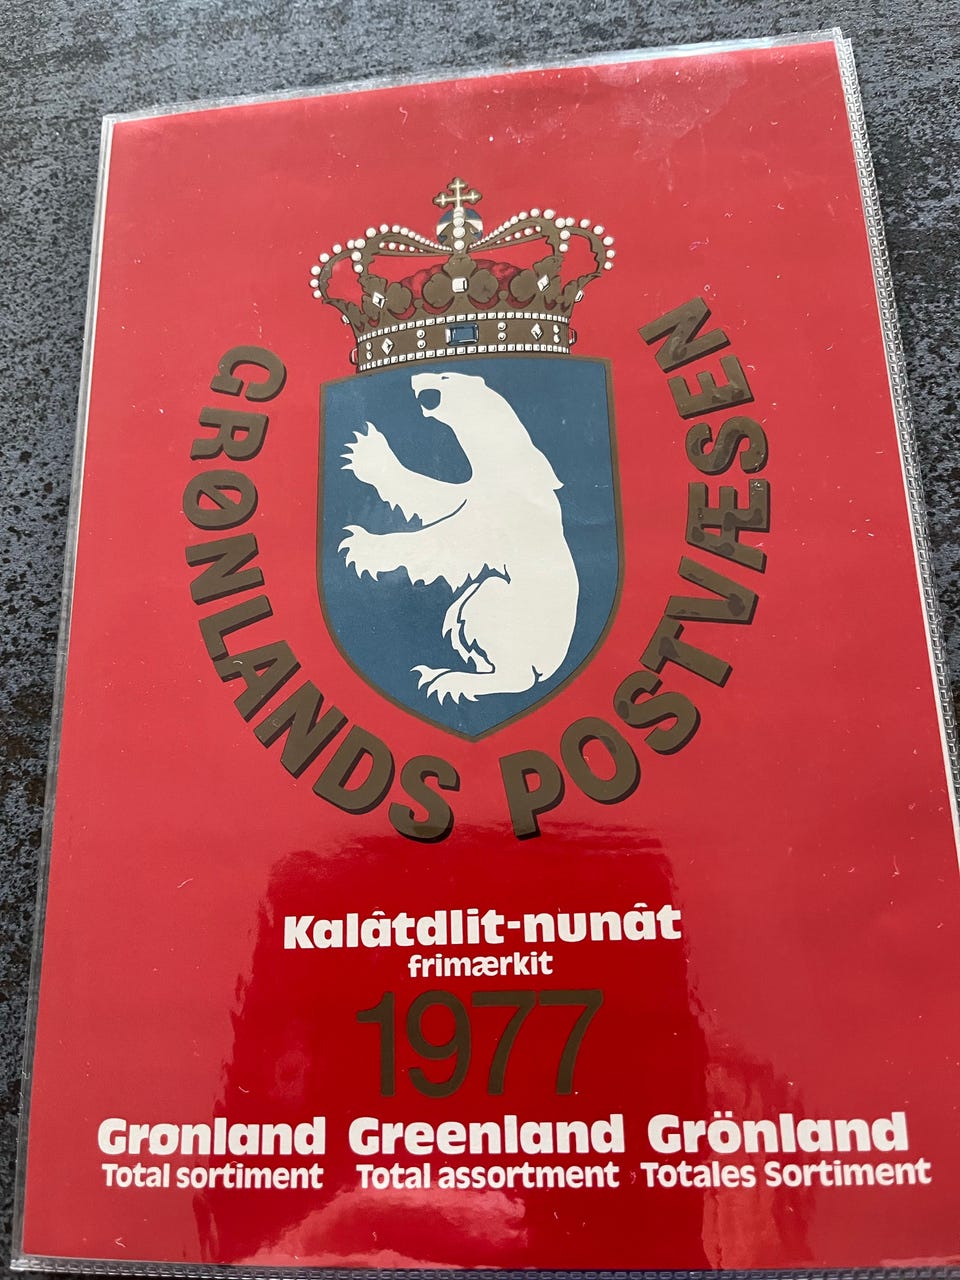 GRØNLANDS POSTVÆSEN
Kalâtdlit-nunât
frimærkit
1977
Grønland Greenland Grönland
Total sortiment Total assortment Totales Sortiment